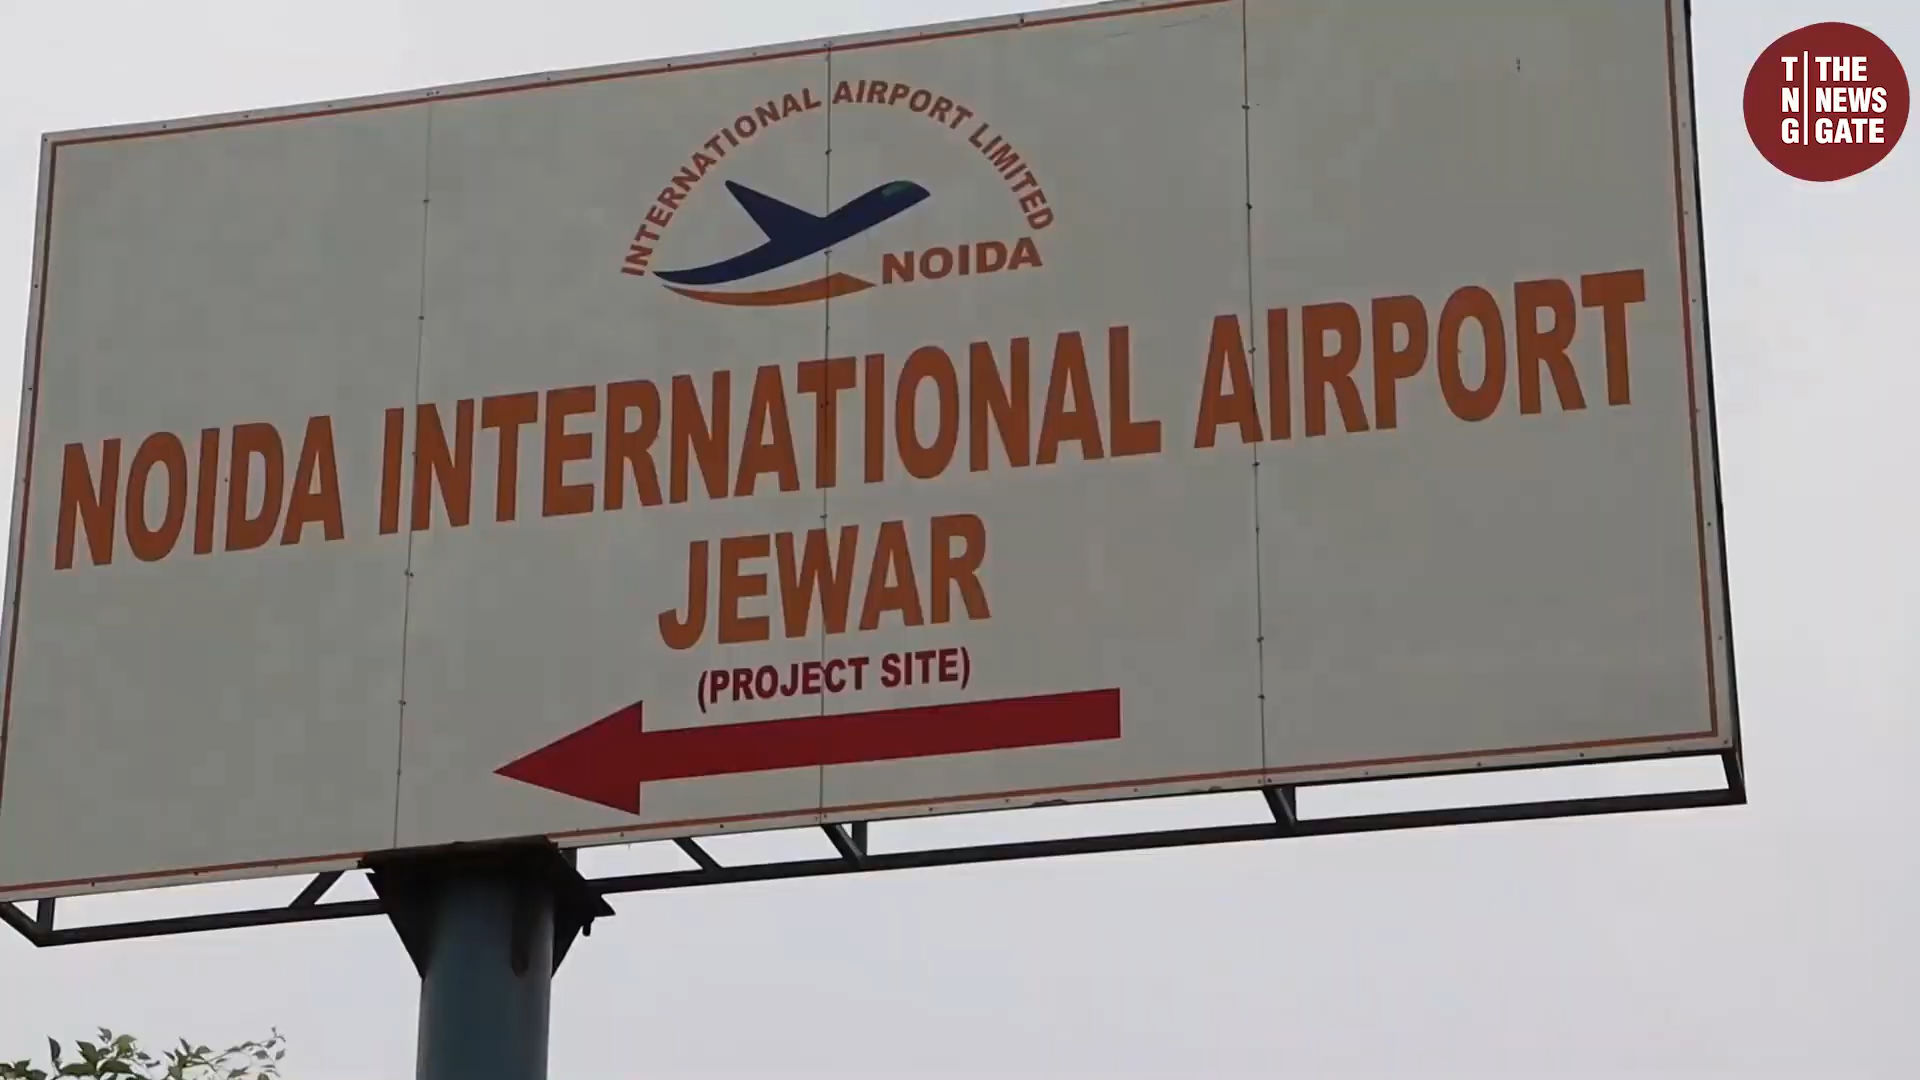 INTERNATIONAL AIRPORT LIMITED
NOIDA
NOIDA INTERNATIONAL AIRPORT
JEWAR
(PROJECT SITE)
T N G
THE
NEWS
GATE